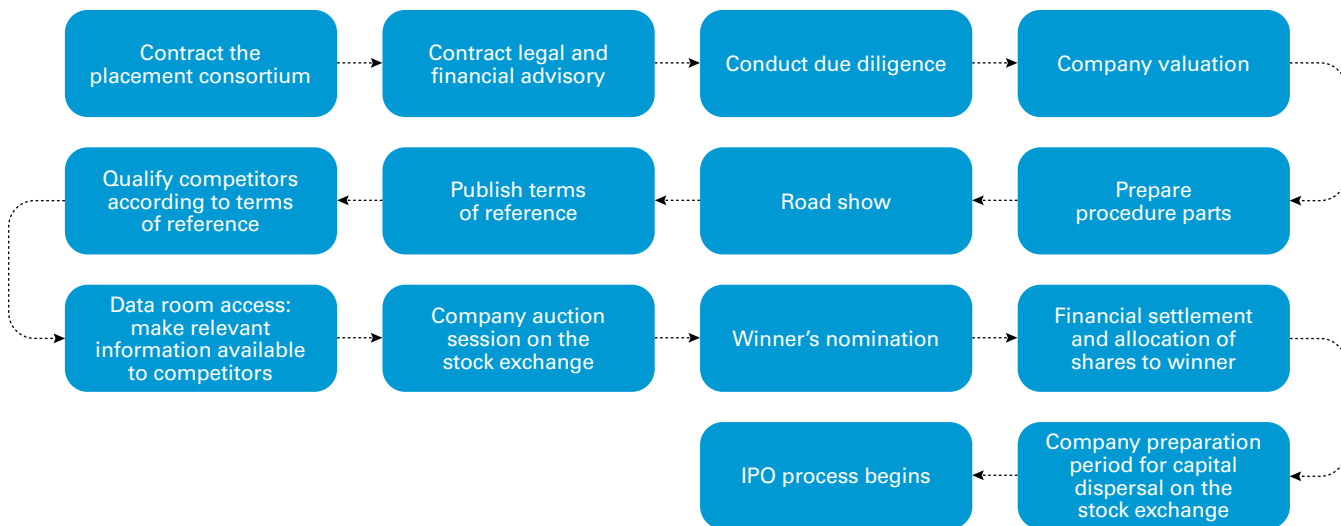 Contract the
placement consortium
Contract legal and
financial advisory
Conduct due diligence
Company valuation
Prepare
procedure parts
Road show
Publish terms
of reference
Qualify competitors
according to terms
of reference
Data room access:
make relevant
information available
to competitors
Company auction
session on the
stock exchange
Winner’s nomination
Financial settlement
and allocation of
shares to winner
Company preparation
period for capital
dispersal on the
stock exchange
IPO process begins